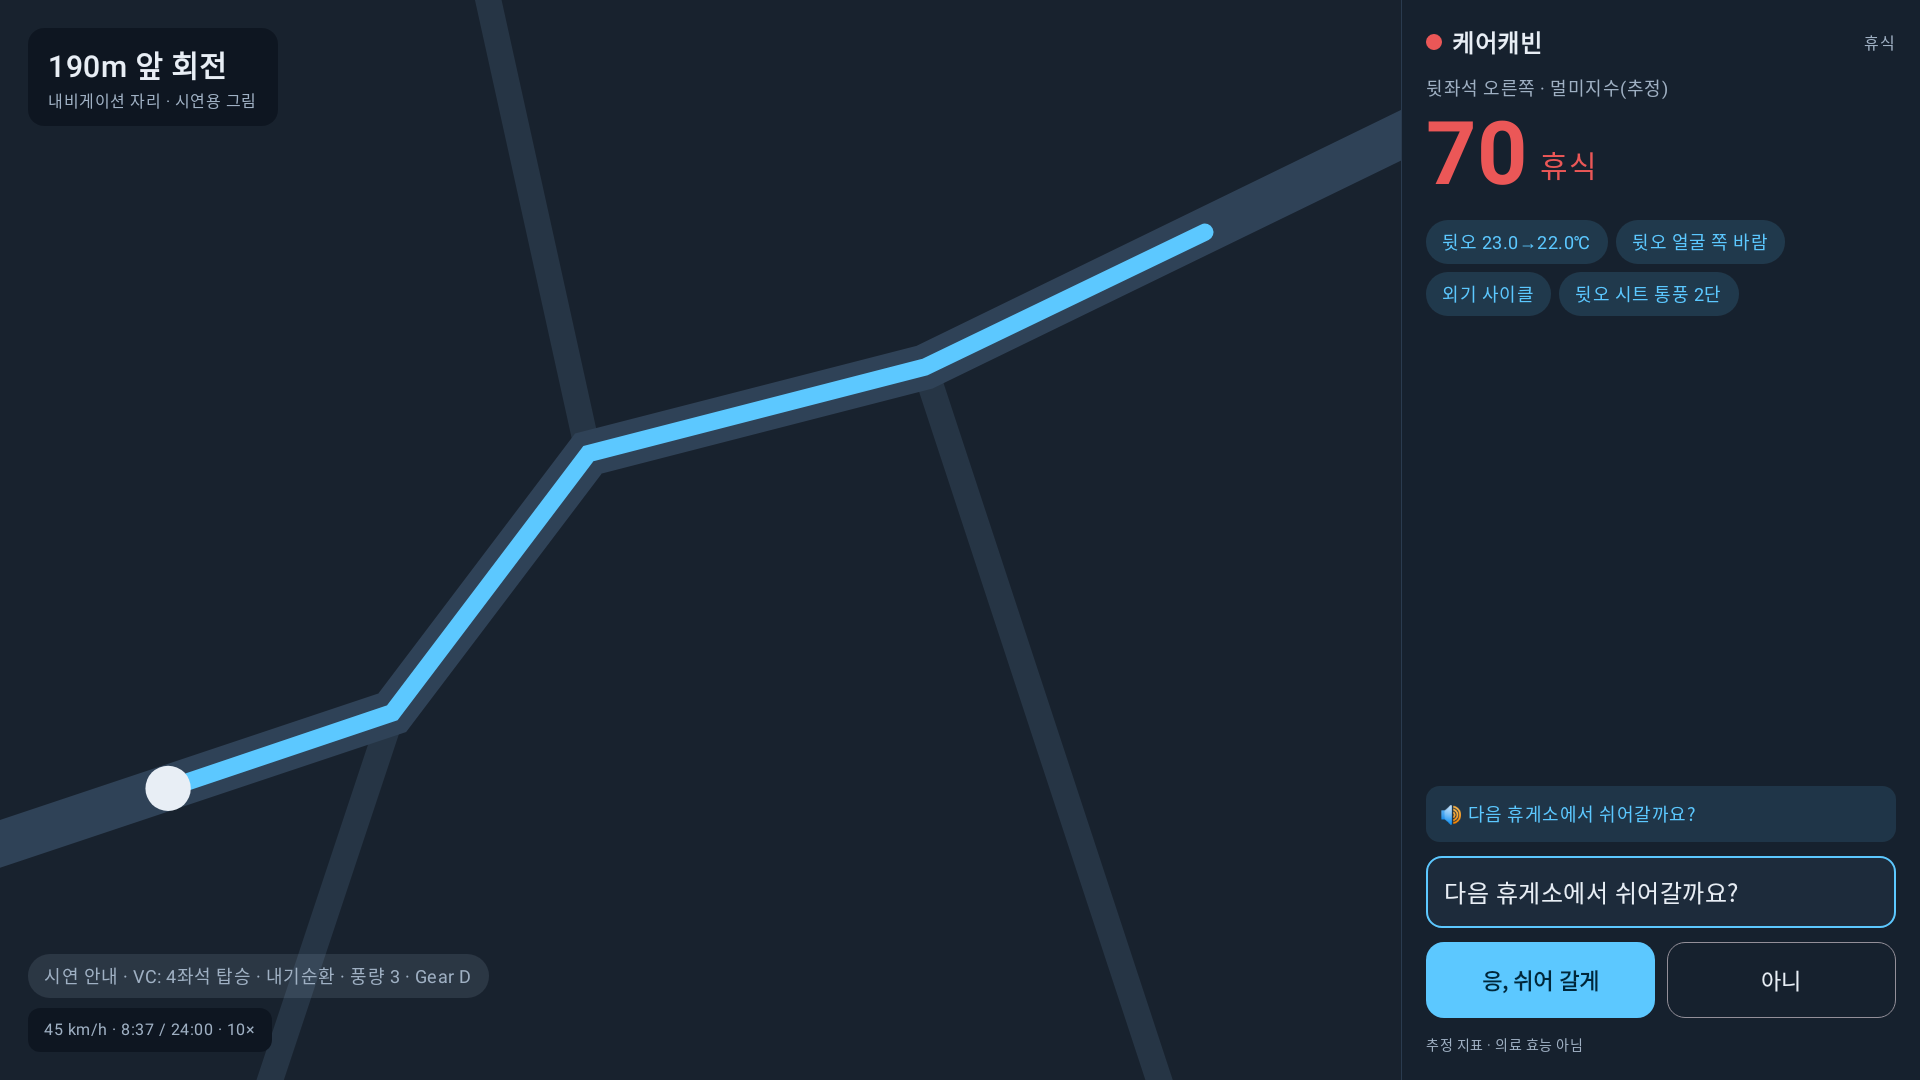 190m 앞 회전
내비게이션 자리 · 시연용 그림
케어캐빈
휴식
뒷좌석 오른쪽 · 멀미지수(추정)
70 휴식
뒷오 23.0→22.0℃
뒷오 얼굴 쪽 바람
외기 사이클
뒷오 시트 통풍 2단
다음 휴게소에서 쉬어갈까요?
다음 휴게소에서 쉬어갈까요?
응, 쉬어 갈게
아니
추정 지표 · 의료 효능 아님
시연 안내 · VC: 4좌석 탑승 · 내기순환 · 풍량 3 · Gear D
45 km/h · 8:37 / 24:00 · 10×